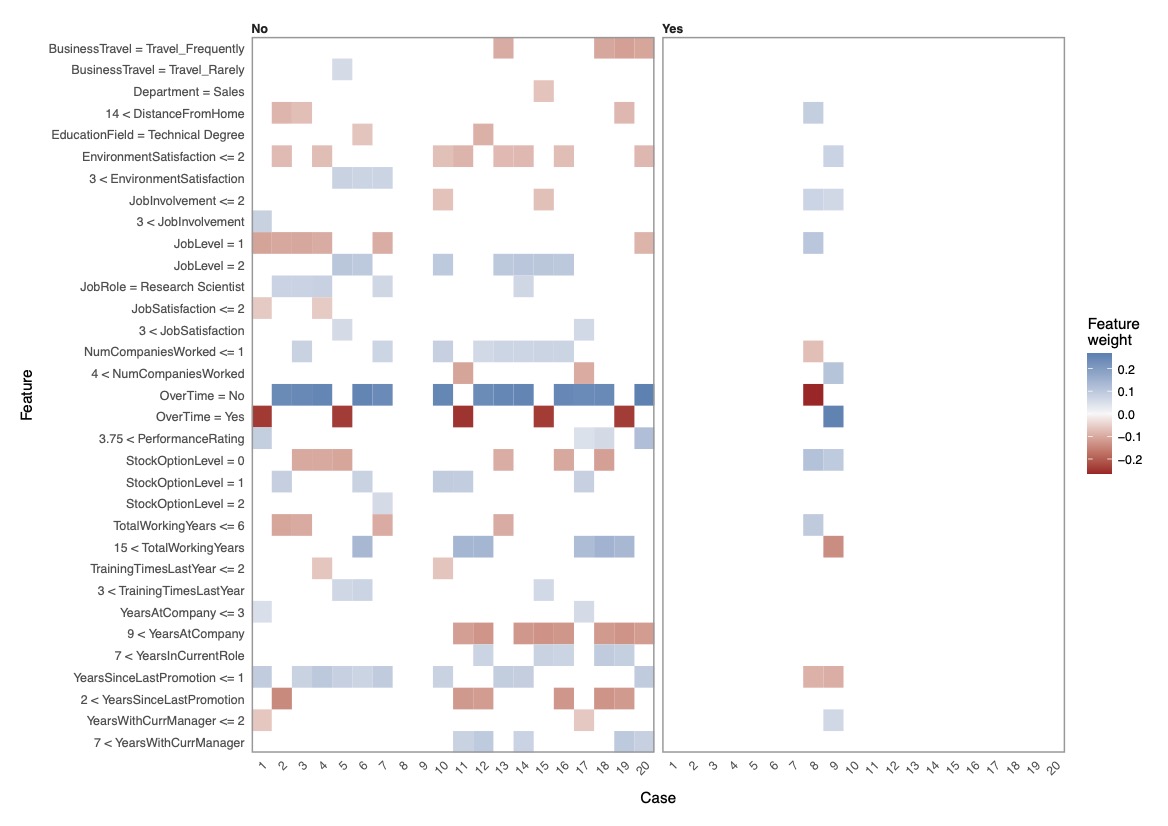 No
Yes
BusinessTravel = Travel_Frequently
BusinessTravel = Travel_Rarely
Department = Sales
14 < DistanceFromHome
EducationField = Technical Degree
EnvironmentSatisfaction <= 2
3 < EnvironmentSatisfaction
JobInvolvement <= 2
3 < JobInvolvement
JobLevel = 1
JobLevel = 2
JobRole = Research Scientist
JobSatisfaction <= 2
3 < JobSatisfaction
NumCompaniesWorked <= 1
4 < NumCompaniesWorked
OverTime = No
OverTime = Yes
3.75 < PerformanceRating
StockOptionLevel = 0
StockOptionLevel = 1
StockOptionLevel = 2
TotalWorkingYears <= 6
15 < TotalWorkingYears
TrainingTimesLastYear <= 2
3 < TrainingTimesLastYear
YearsAtCompany <= 3
9 < YearsAtCompany
7 < YearsInCurrentRole
YearsSinceLastPromotion <= 1
2 < YearsSinceLastPromotion
YearsWithCurrManager <= 2
7 < YearsWithCurrManager
Feature
1 2 3 4 5 6 7 8 9 10 11 12 13 14 15 16 17 18 19 20
1 2 3 4 5 6 7 8 9 10 11 12 13 14 15 16 17 18 19 20
Case
Feature
weight
0.2
0.1
0.0
−0.1
−0.2